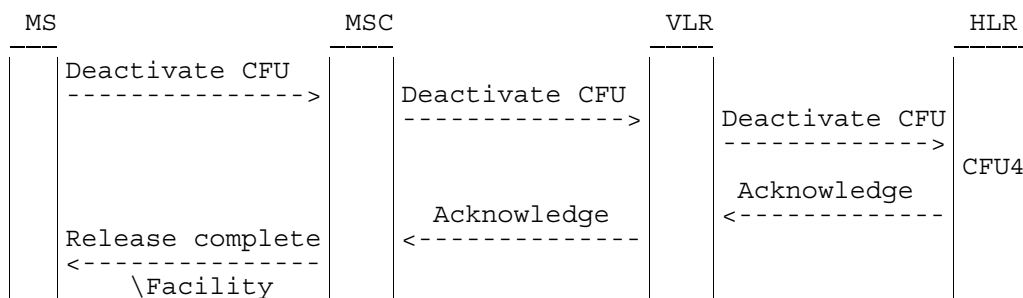 MS MSC VLR HLR
Deactivate CFU
Deactivate CFU
Deactivate CFU
CFU4
Acknowledge
Acknowledge
Release complete
\Facility